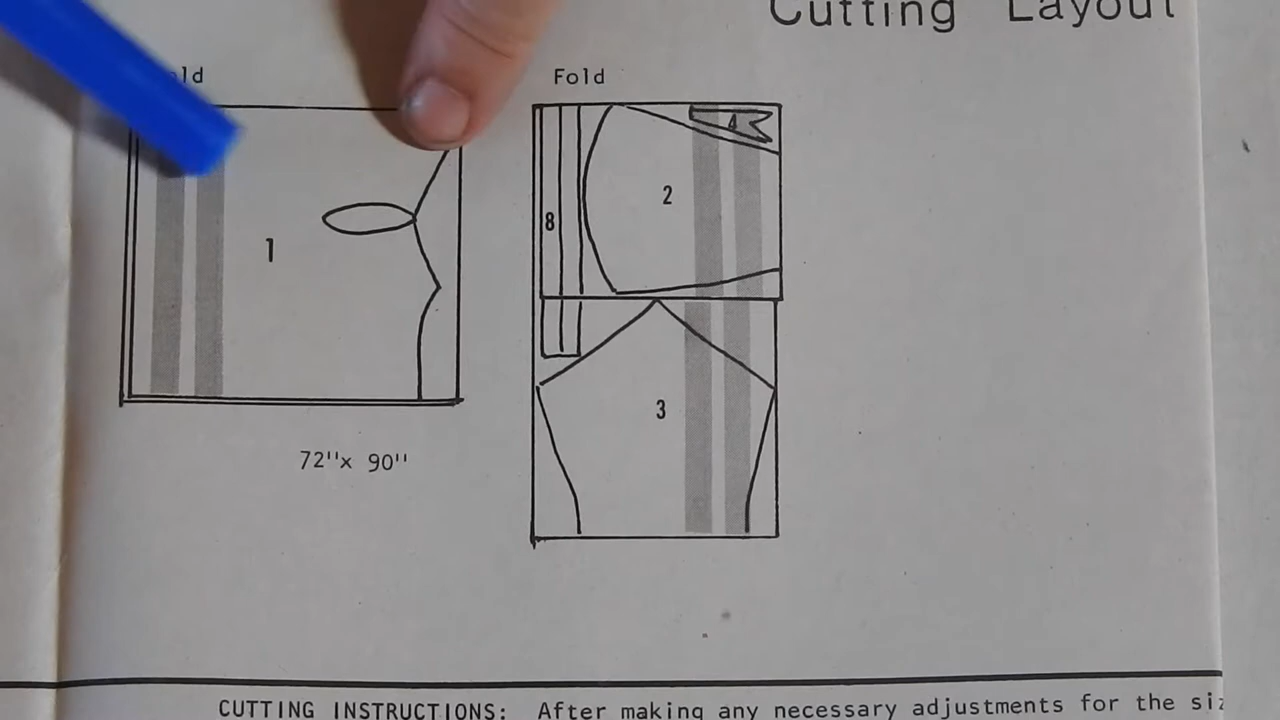 Cutting Layout
Fold
4
2
8
1
3
72"x 90"
CUTTING INSTRUCTIONS: After making any necessary adjustments for the